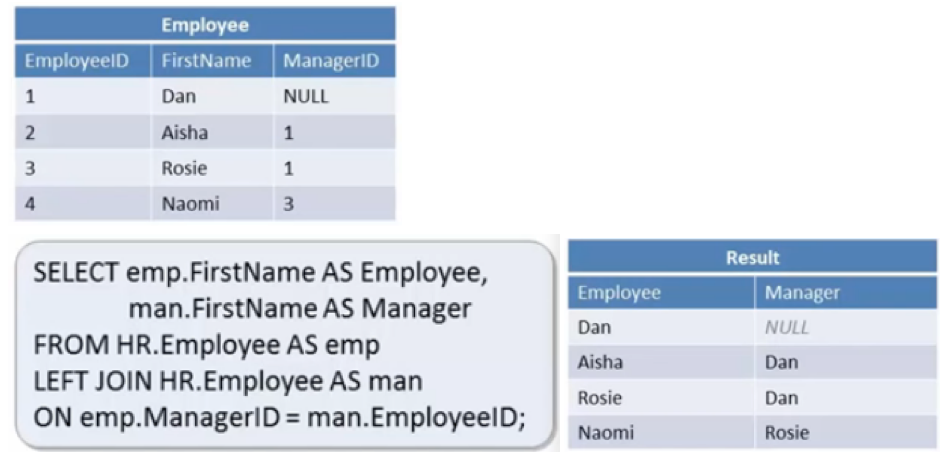 Employee
EmployeeID FirstName ManagerID
1 Dan NULL
2 Aisha 1
3 Rosie 1
4 Naomi 3
SELECT emp.FirstName AS Employee,
man.FirstName AS Manager
FROM HR.Employee AS emp
LEFT JOIN HR.Employee AS man
ON emp.ManagerID = man.EmployeeID;
Result
Employee Manager
Dan NULL
Aisha Dan
Rosie Dan
Naomi Rosie